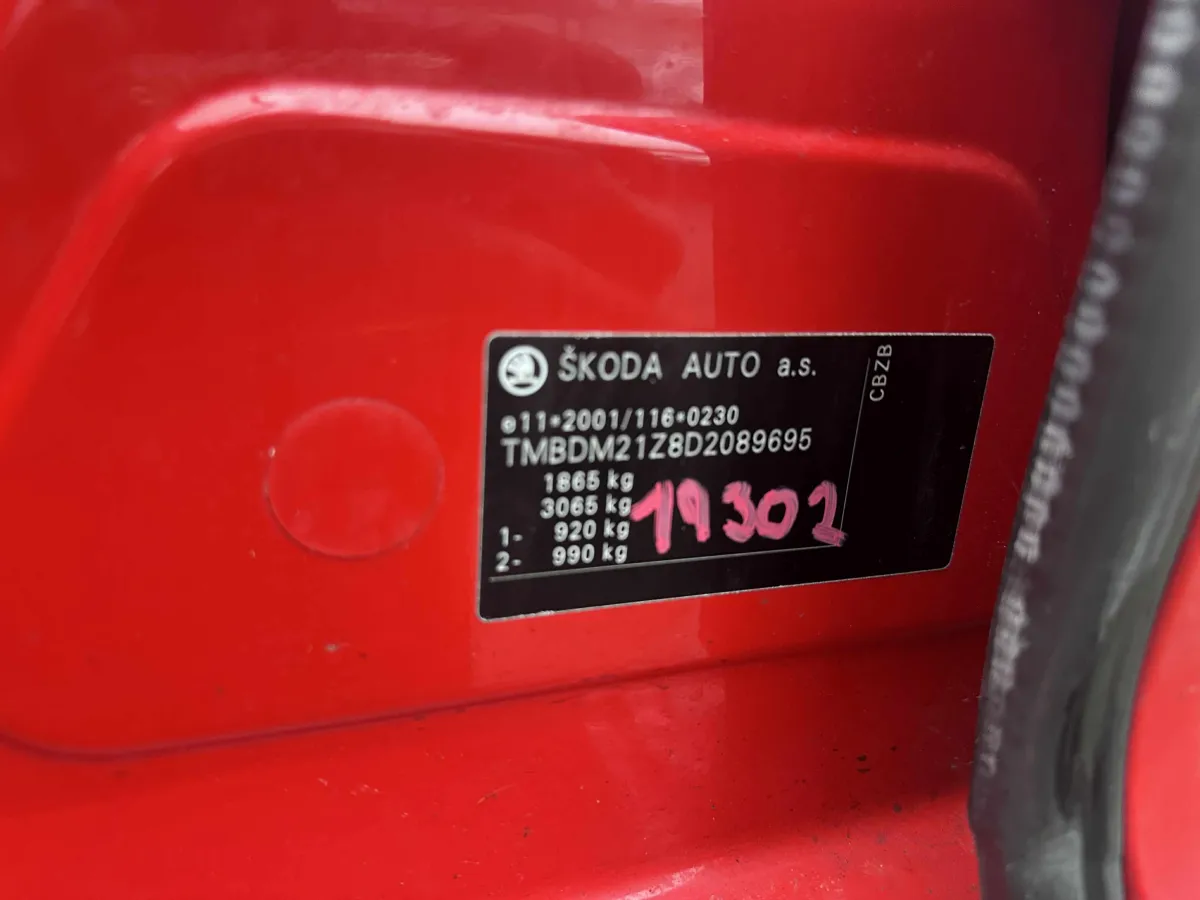 ŠKODA AUTO a.s.
CBZB
e11*2001/116*0230
TMBDM21Z8D2089695
1865 kg
3065 kg
1- 920 kg
2- 990 kg
19302